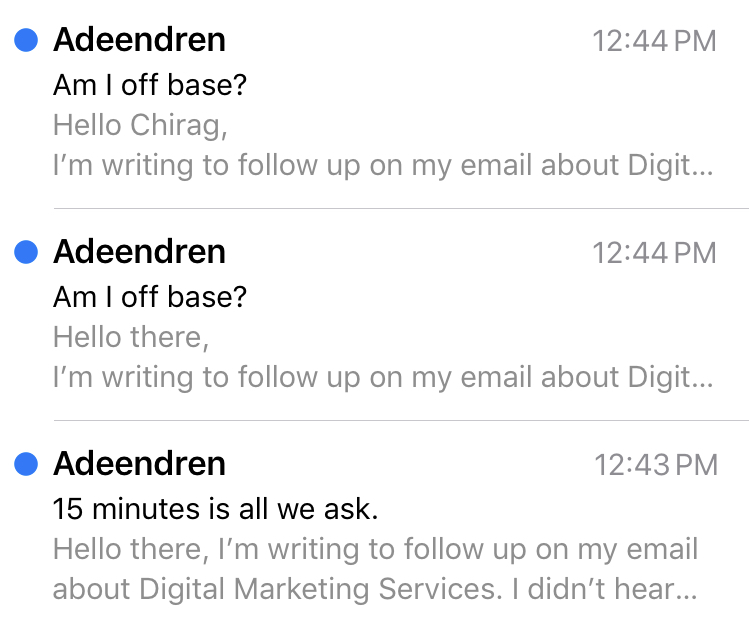 Adeendren 12:44 PM
Am I off base?
Hello Chirag,
I’m writing to follow up on my email about Digit...
Adeendren 12:44 PM
Am I off base?
Hello there,
I’m writing to follow up on my email about Digit...
Adeendren 12:43 PM
15 minutes is all we ask.
Hello there, I’m writing to follow up on my email
about Digital Marketing Services. I didn’t hear...